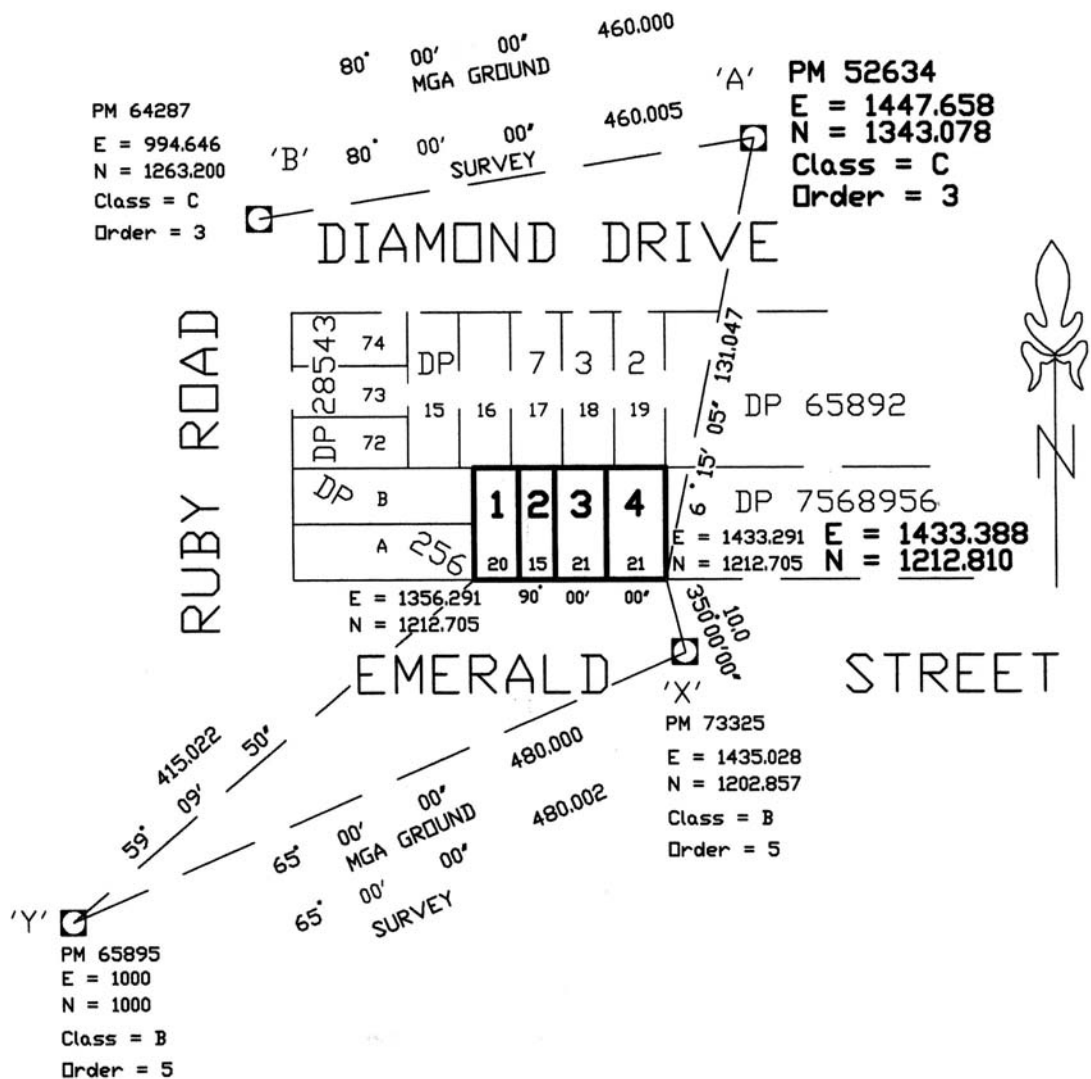 80° 00' 00" 460.000
MGA GROUND
'A'
PM 52634
E = 1447.658
N = 1343.078
Class = C
Order = 3
PM 64287
E = 994.646
N = 1263.200
Class = C
Order = 3
'B'
80° 00' 00" 460.005
SURVEY
DIAMOND DRIVE
RUBY ROAD
DP 28543
74
73
72
DP 7 3 2
15 16 17 18 19
6° 15' 05" 131.047
DP 65892
N
DP 256
B
A
1 2 3 4
20 15 21 21
DP 7568956
E = 1433.291
N = 1212.705
E = 1433.388
N = 1212.810
E = 1356.291
N = 1212.705
90° 00' 00"
350°00'00"
10.0
EMERALD STREET
'X'
PM 73325
E = 1435.028
N = 1202.857
Class = B
Order = 5
415.022
59° 09' 50"
480.000
65° 00' 00"
MGA GROUND
480.002
65° 00' 00"
SURVEY
'Y'
PM 65895
E = 1000
N = 1000
Class = B
Order = 5